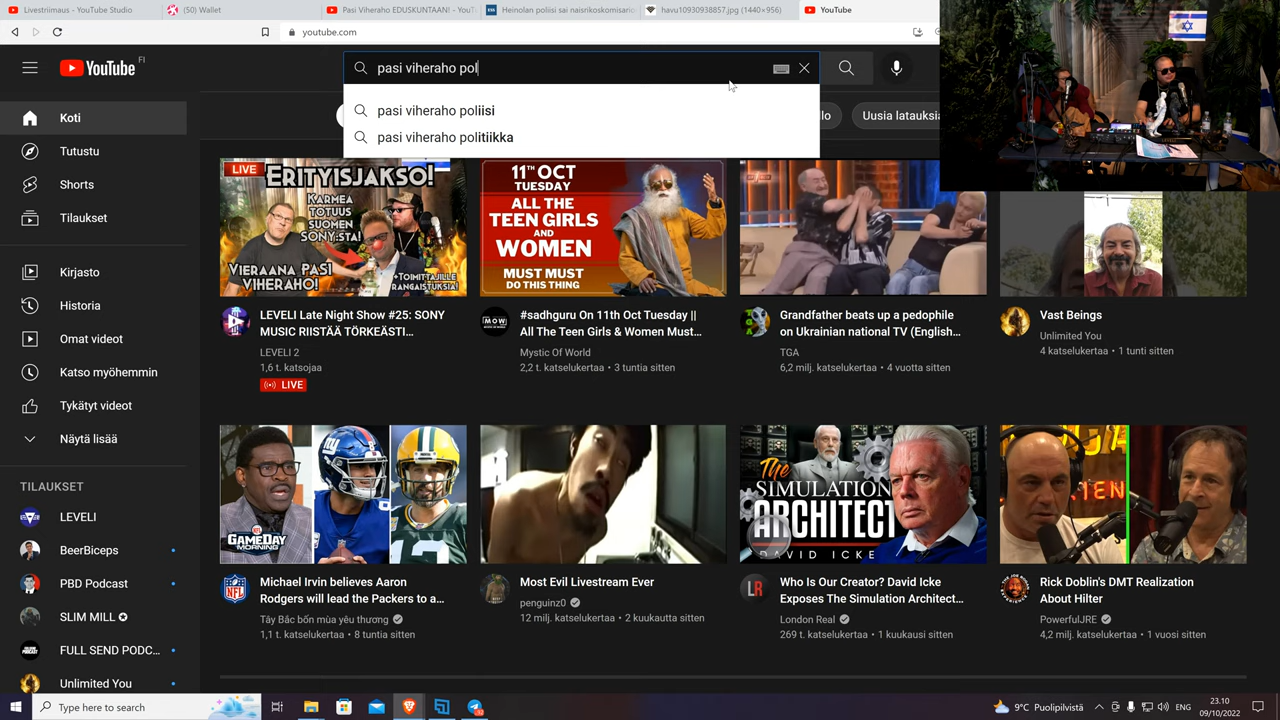 Livestriimaus - YouTube Studio
(50) Wallet
Pasi Viheraho EDUSKUNTAAN! - YouT
Heinolan poliisi sai naisrikoskomisario
havu10930938857.jpg (1440×956)
YouTube
youtube.com
YouTube FI
pasi viheraho pol
pasi viheraho poliisi
pasi viheraho politiikka
Uusia latauksia
Koti
Tutustu
Shorts
Tilaukset
Kirjasto
Historia
Omat videot
Katso myöhemmin
Tykätyt videot
Näytä lisää
TILAUKSET
LEVELI
BeerBiceps
PBD Podcast
SLIM MILL
FULL SEND PODC...
Unlimited You
LIVE
ERITYISJAKSO!
KARMEA
TOTUUS
SUOMEN
SONY:STA!
VIERAANA PASI
VIHERAHO!
+TOIMITTAJILLE
RANGAISTUKSIA!
LEVELI Late Night Show #25: SONY
MUSIC RIISTÄÄ TÖRKEÄSTI...
LEVELI 2
1,6 t. katsojaa
LIVE
11TH OCT
TUESDAY
ALL THE
TEEN GIRLS
AND
WOMEN
MUST MUST
DO THIS THING
MOW
#sadhguru On 11th Oct Tuesday ||
All The Teen Girls & Women Must...
Mystic Of World
2,2 t. katselukertaa • 3 tuntia sitten
Grandfather beats up a pedophile
on Ukrainian national TV (English...
TGA
6,2 milj. katselukertaa • 4 vuotta sitten
Vast Beings
Unlimited You
4 katselukertaa • 1 tunti sitten
GAMEDAY
MORNING
NFL
Michael Irvin believes Aaron
Rodgers will lead the Packers to a...
Tây Bắc bốn mùa yêu thương
1,1 t. katselukertaa • 8 tuntia sitten
Most Evil Livestream Ever
penguinz0
12 milj. katselukertaa • 2 kuukautta sitten
The
SIMULATION
ARCHITECT
DAVID ICKE
LR
Who Is Our Creator? David Icke
Exposes The Simulation Architect...
London Real
269 t. katselukertaa • 1 kuukausi sitten
Rick Doblin's DMT Realization
About Hilter
PowerfulJRE
4,2 milj. katselukertaa • 1 vuosi sitten
Type here to search
9°C Puolipilvistä
ENG
23.10
09/10/2022